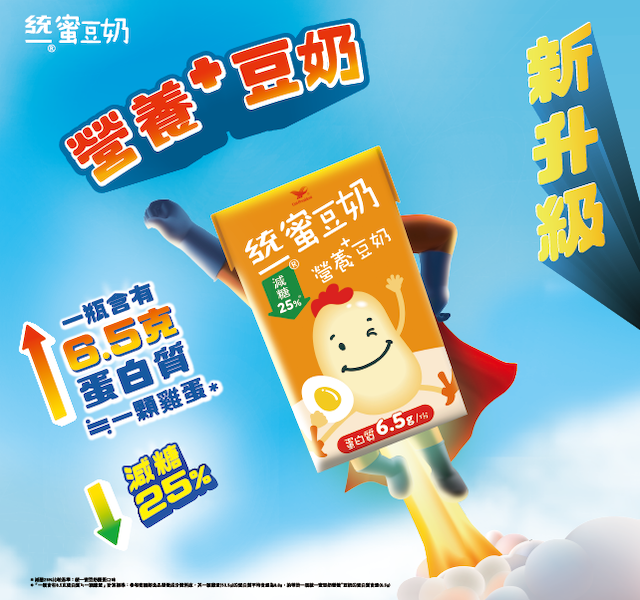 統一蜜豆奶®
營養+豆奶
新升級
統一蜜豆奶®
營養+豆奶
減糖
25%
蛋白質6.5g/份
一瓶含有
6.5克
蛋白質
≒一顆雞蛋*
減糖
25%